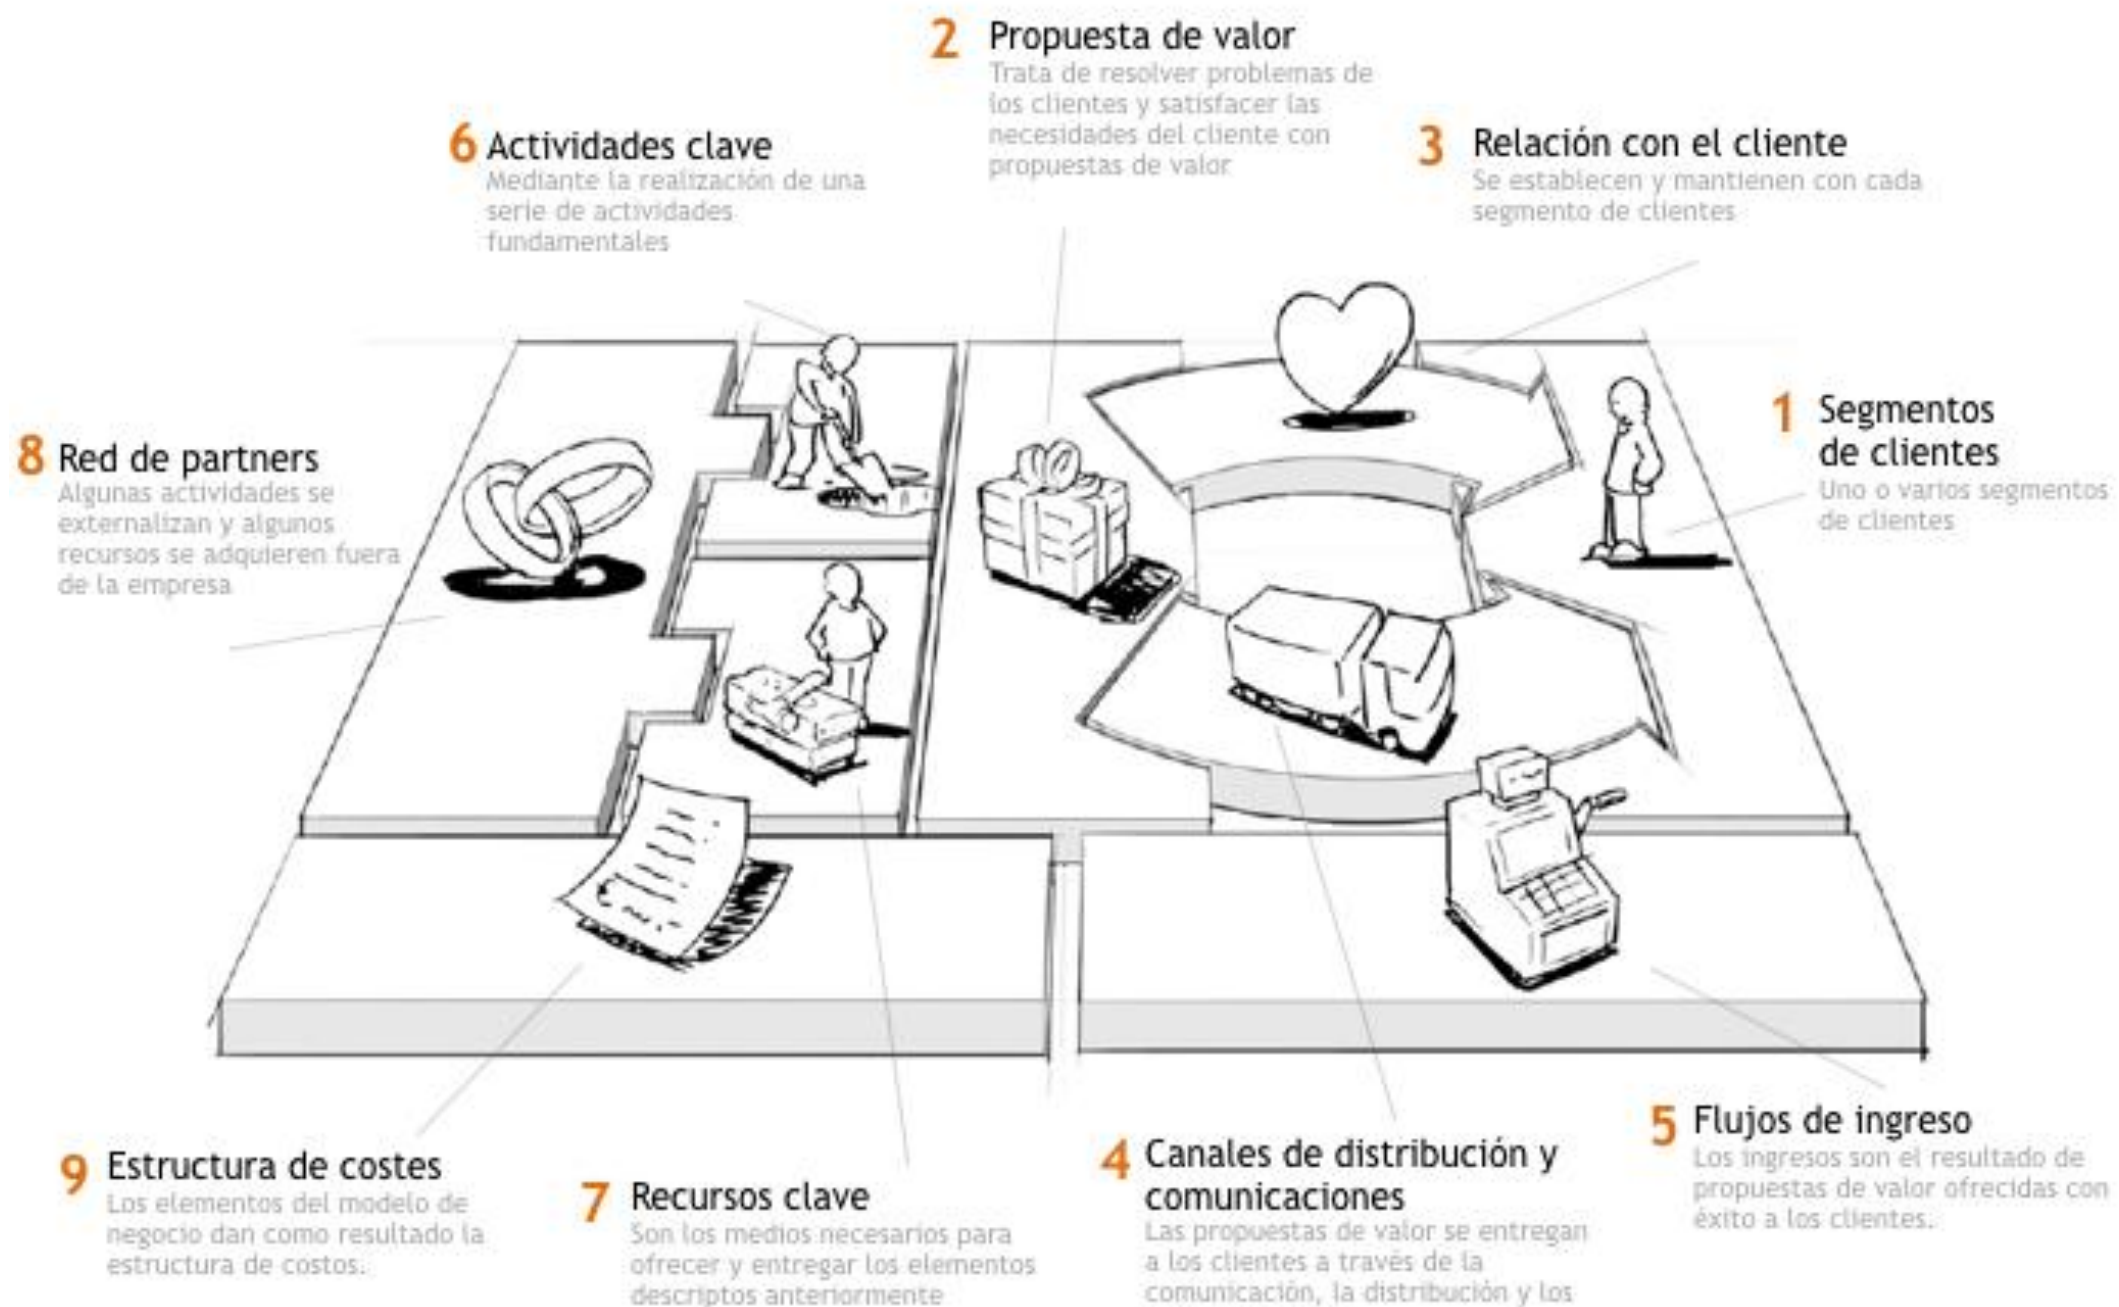 2 Propuesta de valor
Trata de resolver problemas de
los clientes y satisfacer las
necesidades del cliente con
propuestas de valor
6 Actividades clave
Mediante la realización de una
serie de actividades
fundamentales
3 Relación con el cliente
Se establecen y mantienen con cada
segmento de clientes
1 Segmentos
de clientes
Uno o varios segmentos
de clientes
8 Red de partners
Algunas actividades se
externalizan y algunos
recursos se adquieren fuera
de la empresa
9 Estructura de costes
Los elementos del modelo de
negocio dan como resultado la
estructura de costos.
7 Recursos clave
Son los medios necesarios para
ofrecer y entregar los elementos
descriptos anteriormente
4 Canales de distribución y
comunicaciones
Las propuestas de valor se entregan
a los clientes a través de la
comunicación, la distribución y los
5 Flujos de ingreso
Los ingresos son el resultado de
propuestas de valor ofrecidas con
éxito a los clientes.